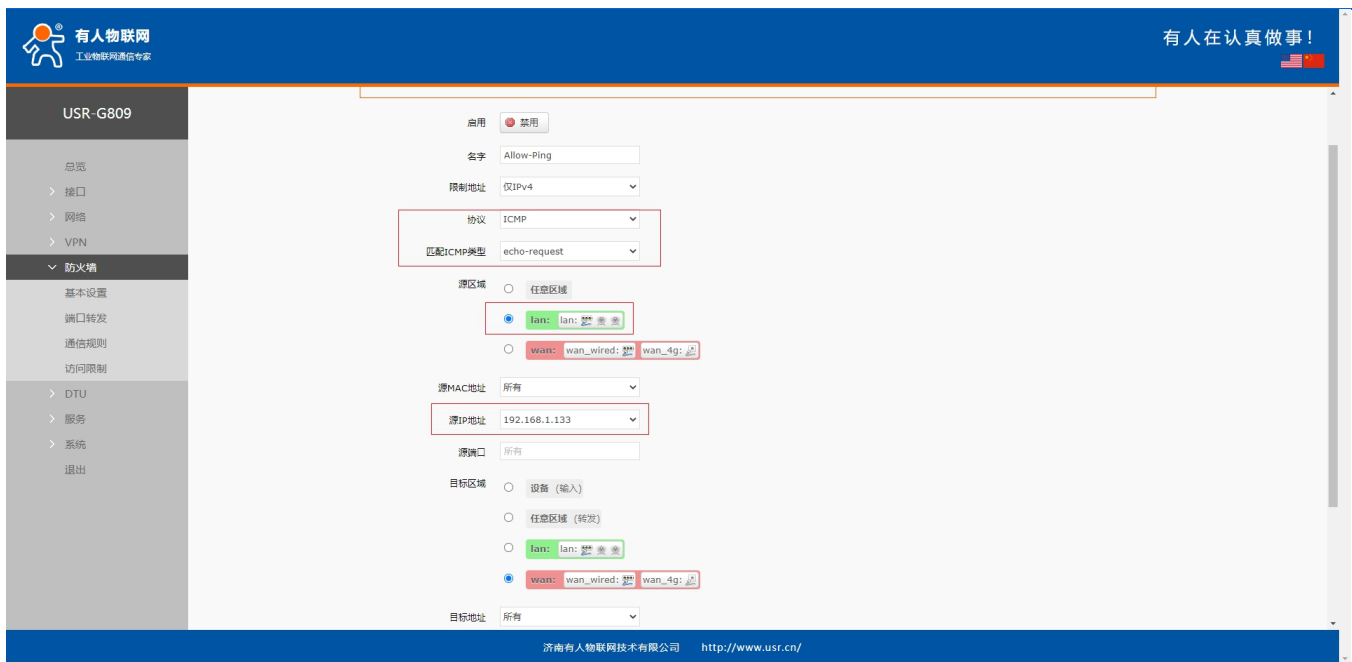 有人物联网
工业物联网通信专家
有人在认真做事！
USR-G809
总览
接口
网络
VPN
防火墙
基本设置
端口转发
通信规则
访问限制
DTU
服务
系统
退出
启用 禁用
名字 Allow-Ping
限制地址 仅IPv4
协议 ICMP
匹配ICMP类型 echo-request
源区域 任意区域
lan: lan:
wan: wan_wired: wan_4g:
源MAC地址 所有
源IP地址 192.168.1.133
源端口 所有
目标区域 设备 (输入)
任意区域 (转发)
lan: lan:
wan: wan_wired: wan_4g:
目标地址 所有
济南有人物联网技术有限公司 http://www.usr.cn/